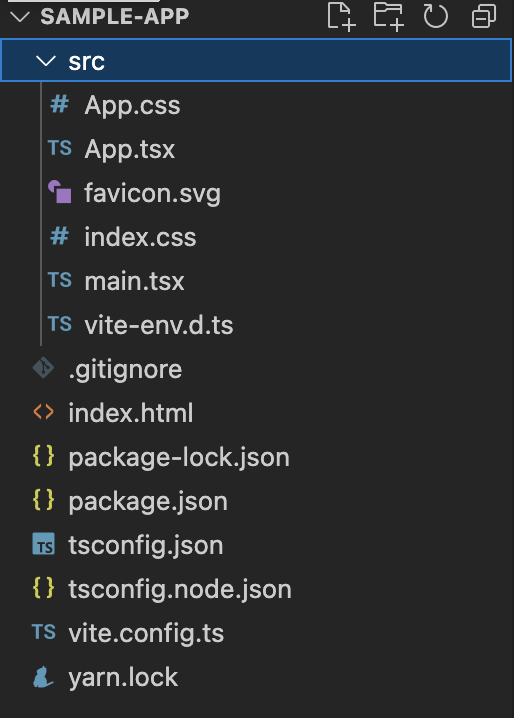 SAMPLE-APP
src
# App.css
TS App.tsx
favicon.svg
# index.css
TS main.tsx
TS vite-env.d.ts
.gitignore
<> index.html
{} package-lock.json
{} package.json
TS tsconfig.json
{} tsconfig.node.json
TS vite.config.ts
yarn.lock